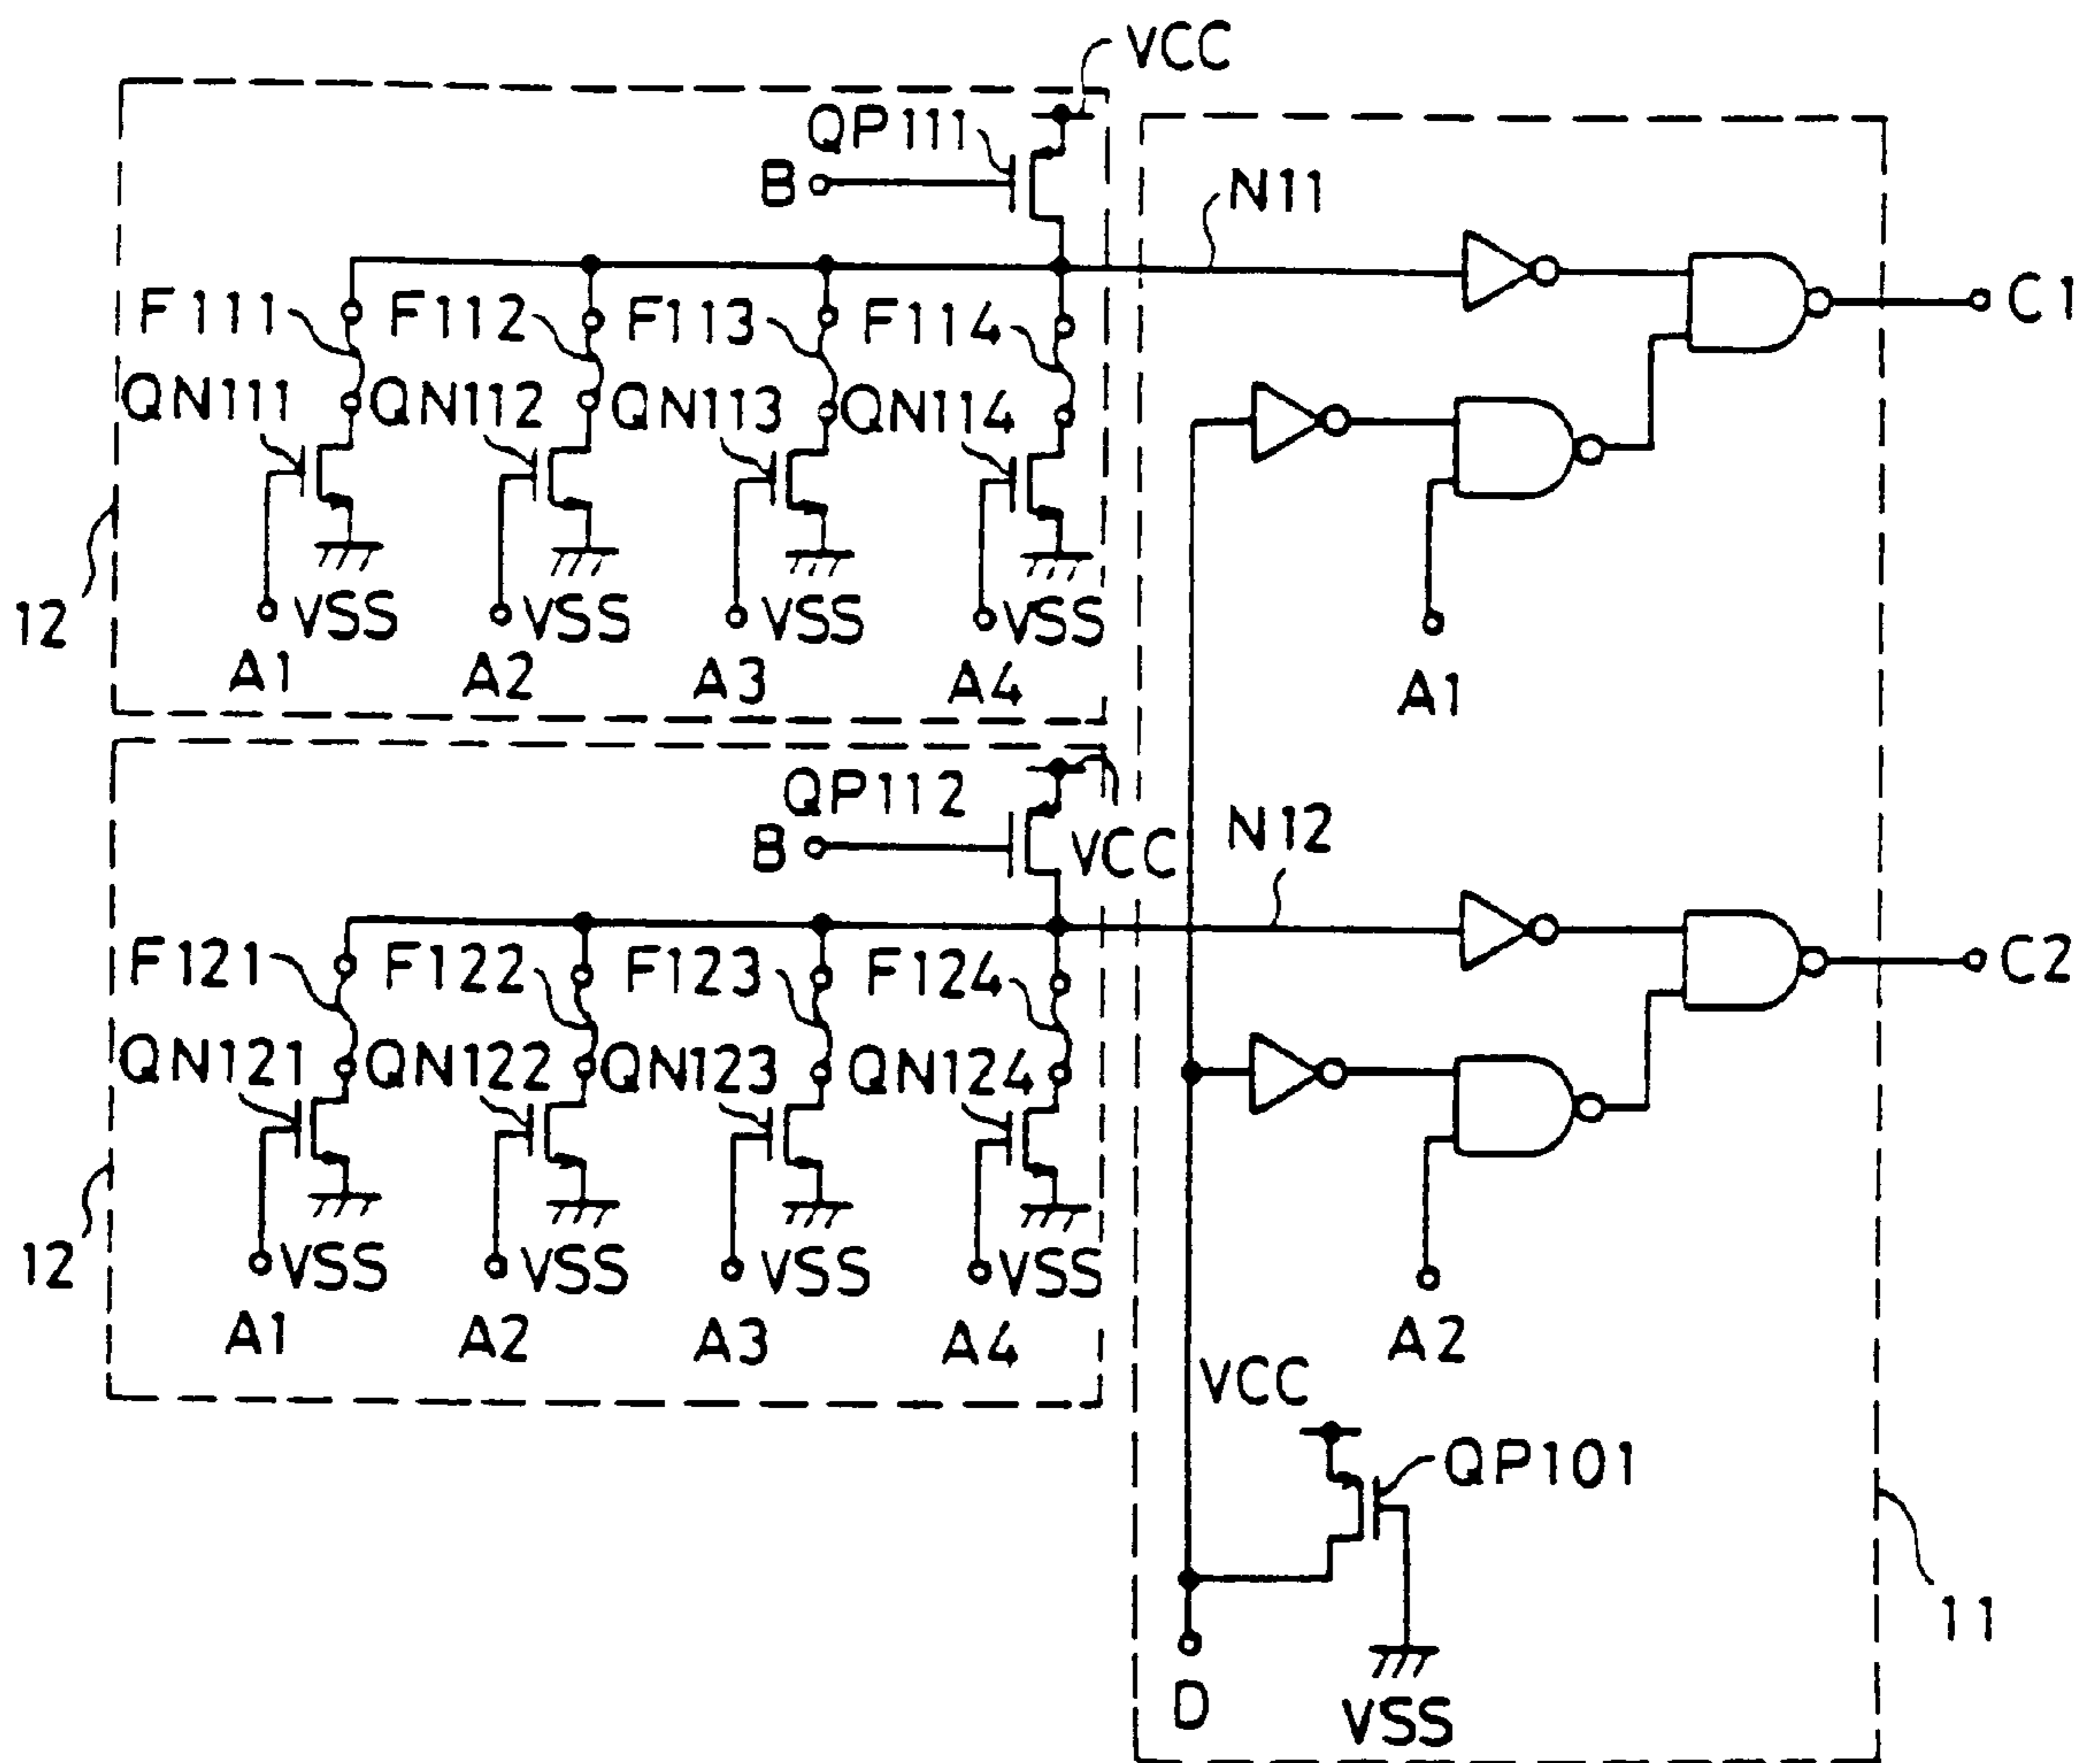 VCC
QP111
B
N11
C1
F111 F112 F113 F114
QN111 QN112 QN113 QN114
12
VSS VSS VSS VSS
A1 A2 A3 A4
A1
QP112
B
VCC
N12
C2
F121 F122 F123 F124
QN121 QN122 QN123 QN124
12
VSS VSS VSS VSS
A1 A2 A3 A4
A2
VCC
QP101
11
D
VSS